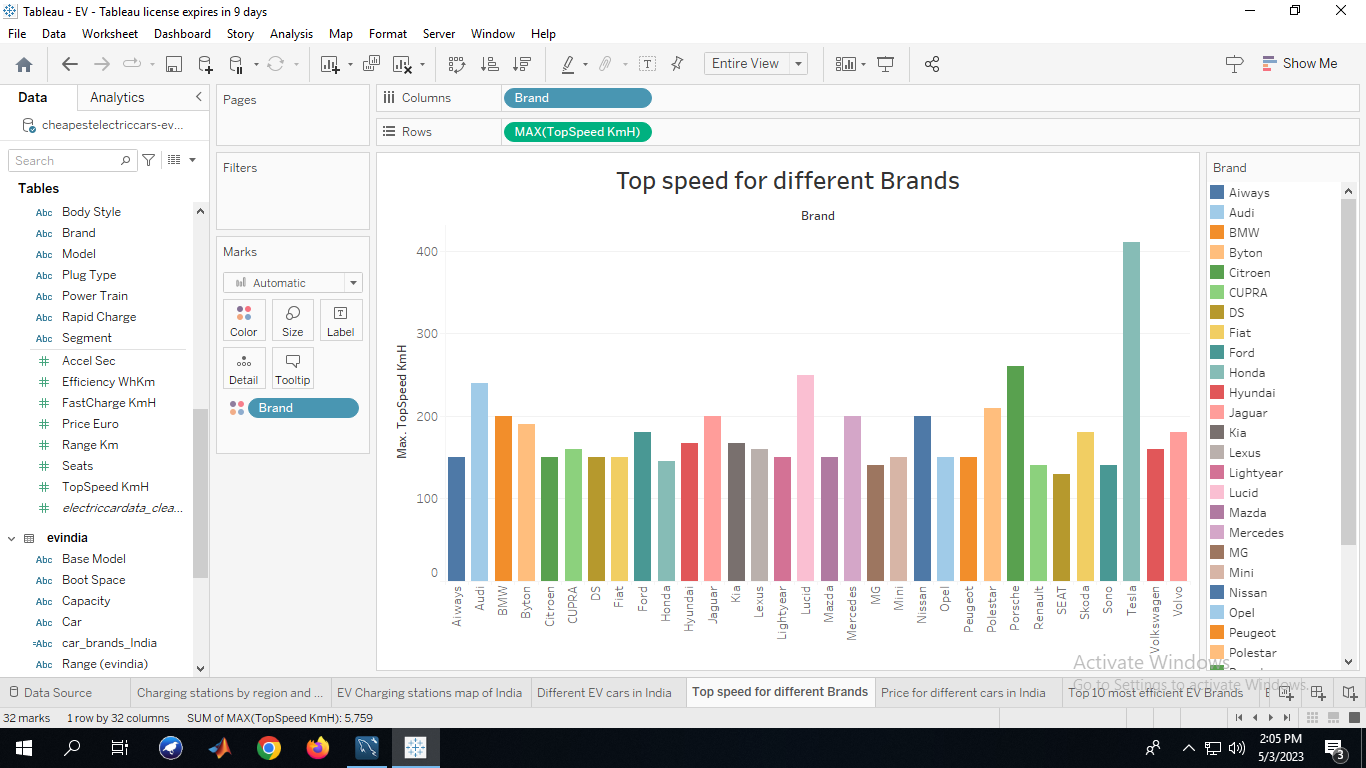 Tableau - EV - Tableau license expires in 9 days
File Data Worksheet Dashboard Story Analysis Map Format Server Window Help
Entire View
Show Me
Data Analytics
cheapestelectriccars-ev...
Search
Tables
Abc Body Style
Abc Brand
Abc Model
Abc Plug Type
Abc Power Train
Abc Rapid Charge
Abc Segment
Accel Sec
Efficiency WhKm
FastCharge KmH
Price Euro
Range Km
Seats
TopSpeed KmH
electriccardata_clea...
evindia
Abc Base Model
Abc Boot Space
Abc Capacity
Abc Car
=Abc car_brands_India
Abc Range (evindia)
Pages
Filters
Marks
Automatic
Color Size Label
Detail Tooltip
Brand
Columns Brand
Rows MAX(TopSpeed KmH)
Top speed for different Brands
Brand
Max. TopSpeed KmH
400
300
200
100
0
Aiways Audi BMW Byton Citroen CUPRA DS Fiat Ford Honda Hyundai Jaguar Kia Lexus Lightyear Lucid Mazda Mercedes MG Mini Nissan Opel Peugeot Polestar Porsche Renault SEAT Skoda Sono Tesla Volkswagen Volvo
Brand
Aiways
Audi
BMW
Byton
Citroen
CUPRA
DS
Fiat
Ford
Honda
Hyundai
Jaguar
Kia
Lexus
Lightyear
Lucid
Mazda
Mercedes
MG
Mini
Nissan
Opel
Peugeot
Polestar
Activate Windows
Go to Settings to activate Windows.
Data Source Charging stations by region and ... EV Charging stations map of India Different EV cars in India Top speed for different Brands Price for different cars in India Top 10 most efficient EV Brands
32 marks 1 row by 32 columns SUM of MAX(TopSpeed KmH): 5,759
2:05 PM
5/3/2023
3